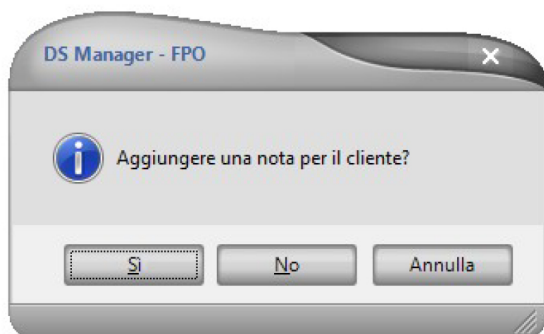 DS Manager - FPO
Aggiungere una nota per il cliente?
Sì
No
Annulla